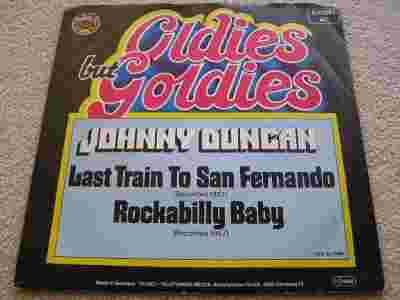 Oldies
but
Goldies
JOHNNY DUNCAN
Last Train To San Fernando
Rockabilly Baby